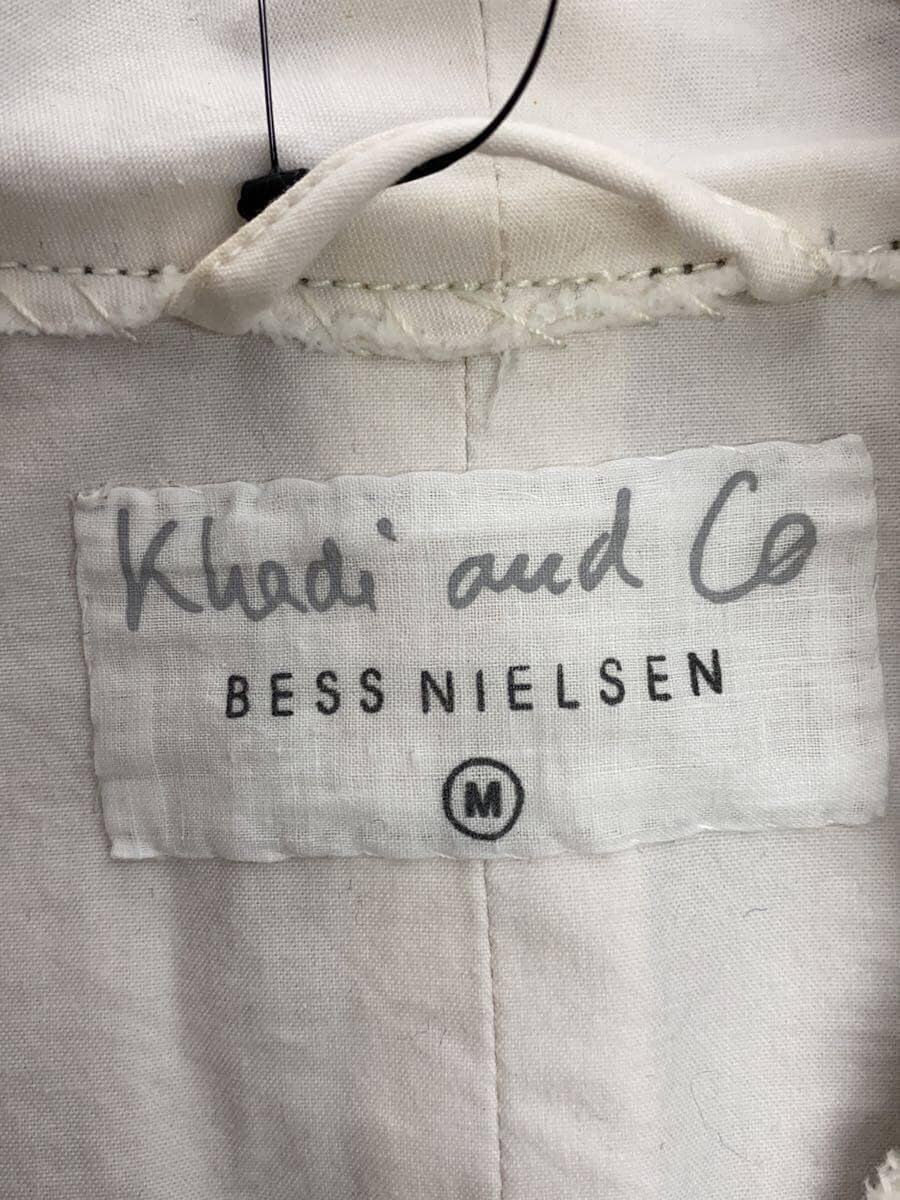 Khadi and Co
BESS NIELSEN
M